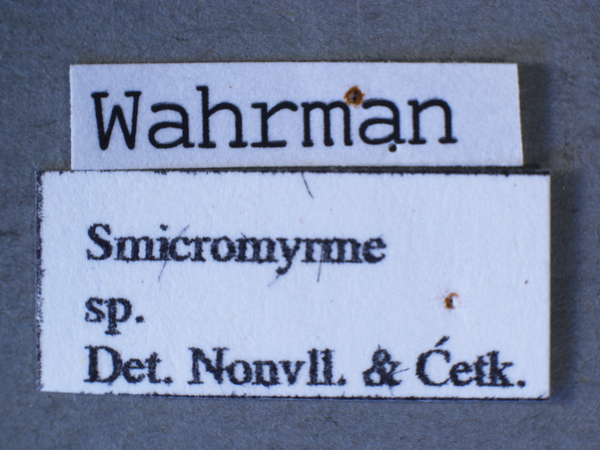 Wahrman
Smicromyrme
sp.
Det. Nonvll. & Ćetk.